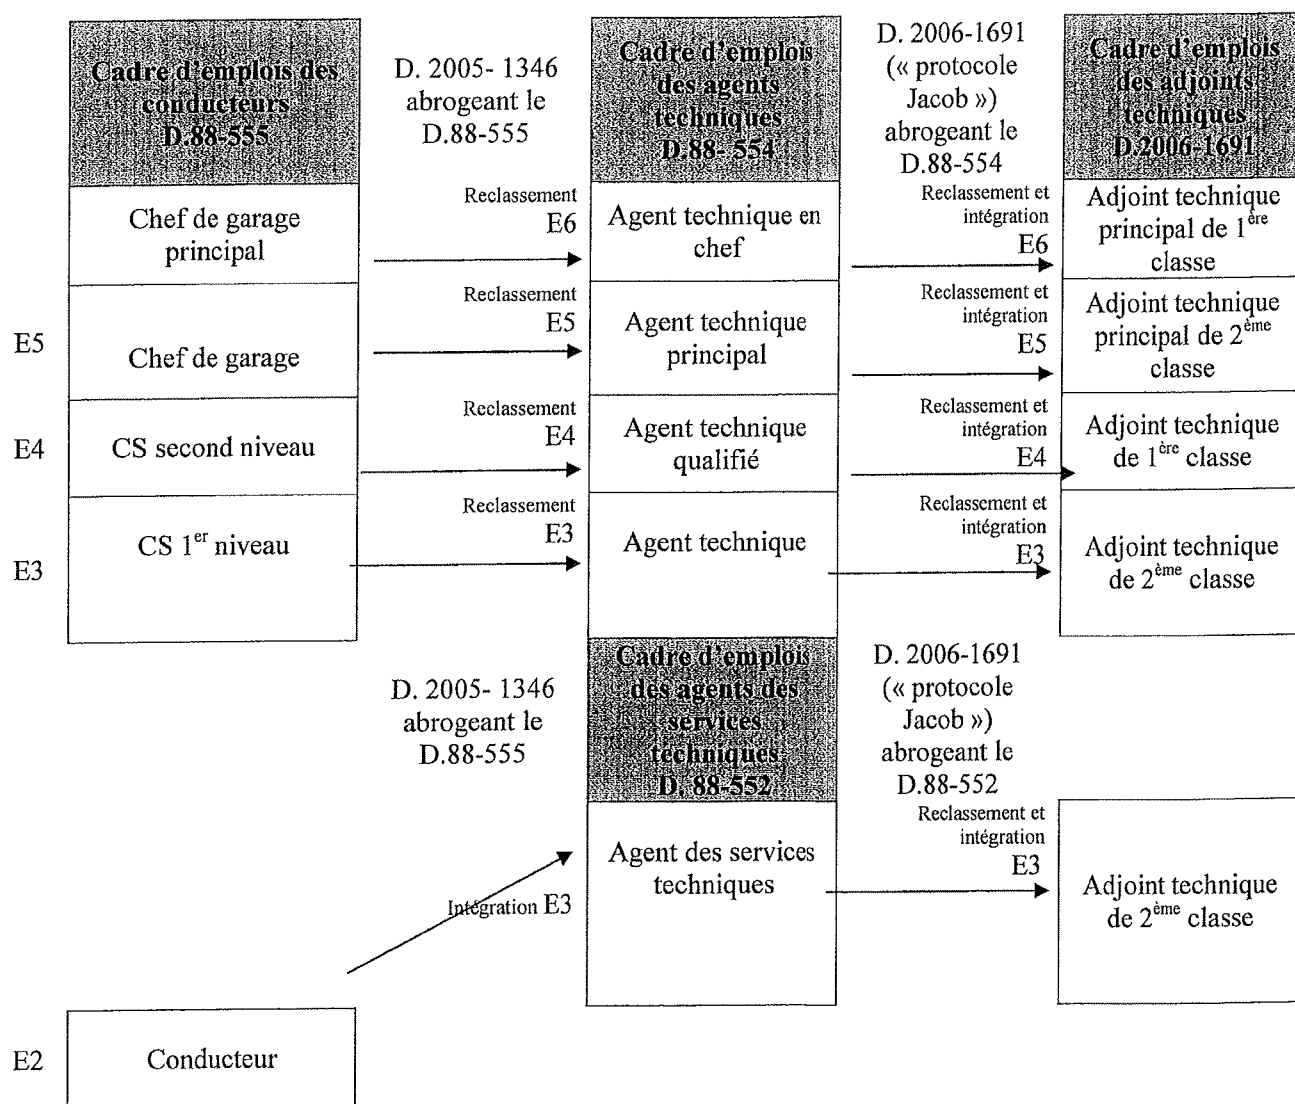 Cadre d'emplois des
conducteurs
D.88-555
D. 2005- 1346
abrogeant le
D.88-555
Cadre d'emplois
des agents
techniques
D.88- 554
D. 2006-1691
(« protocole
Jacob »)
abrogeant le
D.88-554
Cadre d'emplois
des adjoints
techniques
D.2006-1691.
Chef de garage
principal
Reclassement
E6
Agent technique en
chef
Reclassement et
intégration
E6
Adjoint technique
principal de 1ère
classe
E5
Chef de garage
Reclassement
E5
Agent technique
principal
Reclassement et
intégration
E5
Adjoint technique
principal de 2ème
classe
E4
CS second niveau
Reclassement
E4
Agent technique
qualifié
Reclassement et
intégration
E4
Adjoint technique
de 1ère classe
E3
CS 1er niveau
Reclassement
E3
Agent technique
Reclassement et
intégration
E3
Adjoint technique
de 2ème classe
D. 2005- 1346
abrogeant le
D.88-555
Cadre d'emplois
des agents des
services
techniques
D. 88-552
D. 2006-1691
(« protocole
Jacob »)
abrogeant le
D.88-552
Intégration E3
Agent des services
techniques
Reclassement et
intégration
E3
Adjoint technique
de 2ème classe
E2
Conducteur